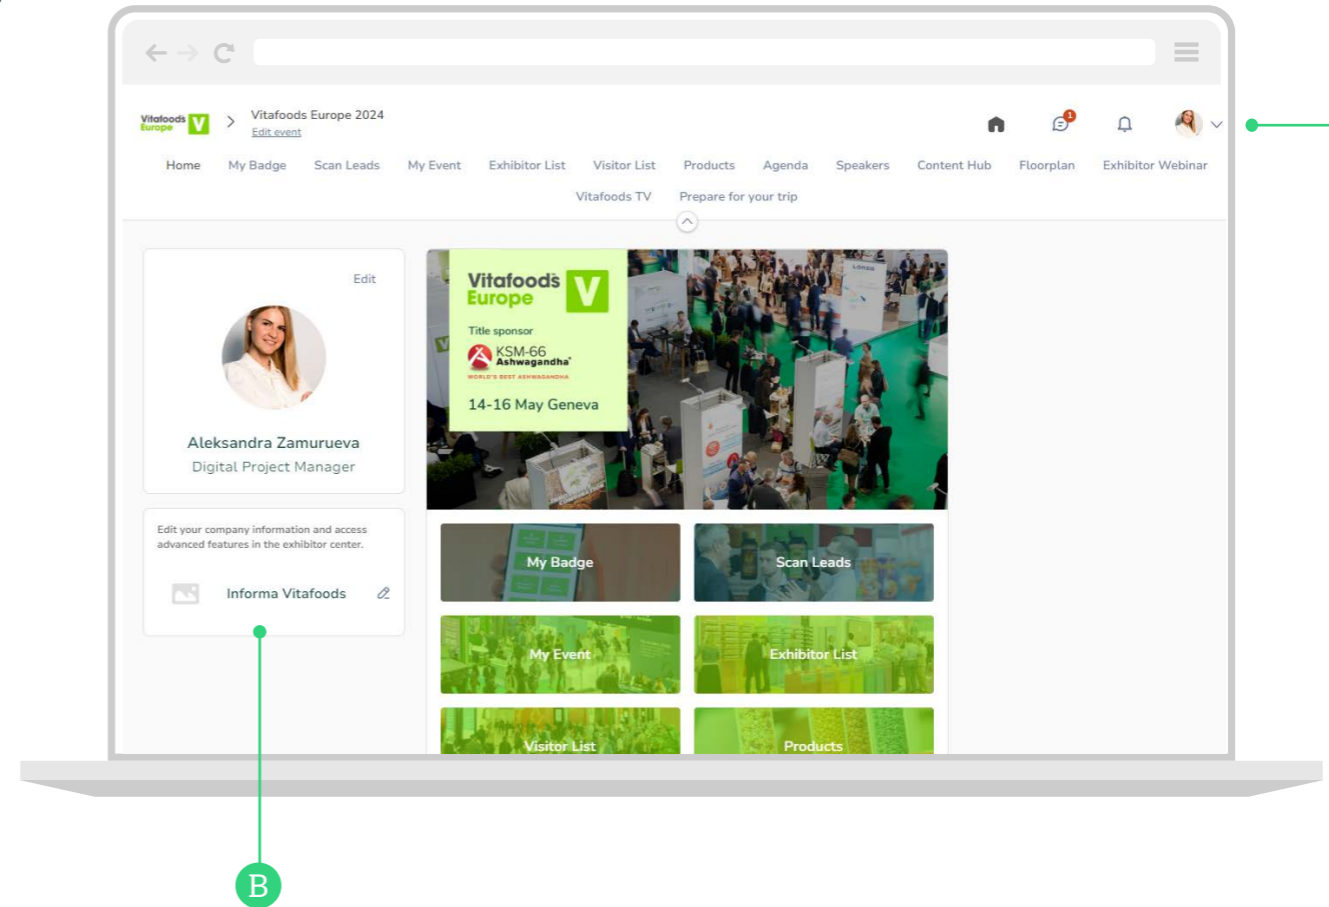 Vitafoods
Europe
V
Vitafoods Europe 2024
Edit event
1
Home My Badge Scan Leads My Event Exhibitor List Visitor List Products Agenda Speakers Content Hub Floorplan Exhibitor Webinar
Vitafoods TV Prepare for your trip
Edit
Aleksandra Zamurueva
Digital Project Manager
Edit your company information and access
advanced features in the exhibitor center.
Informa Vitafoods
Vitafoods
Europe
V
Title sponsor
KSM-66
Ashwagandha
WORLD'S BEST ASHWAGANDHA
14-16 May Geneva
My Badge Scan Leads
My Event Exhibitor List
Visitor List Products
B